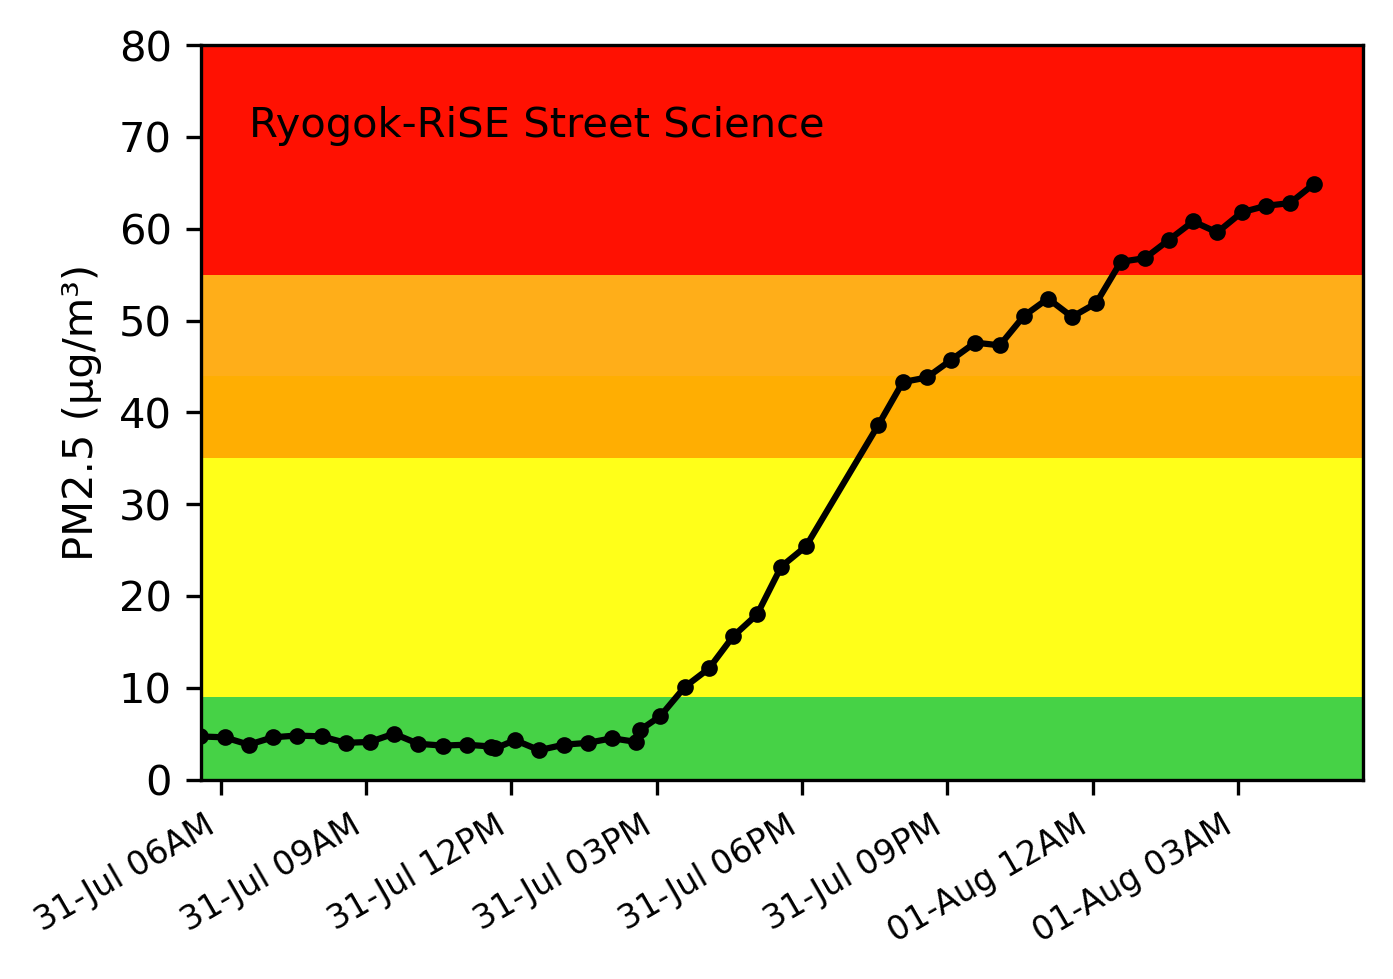 80
Ryogok-RiSE Street Science
70
60
50
40
30
20
10
0
PM2.5 (µg/m³)
31-Jul 06AM
31-Jul 09AM
31-Jul 12PM
31-Jul 03PM
31-Jul 06PM
31-Jul 09PM
01-Aug 12AM
01-Aug 03AM